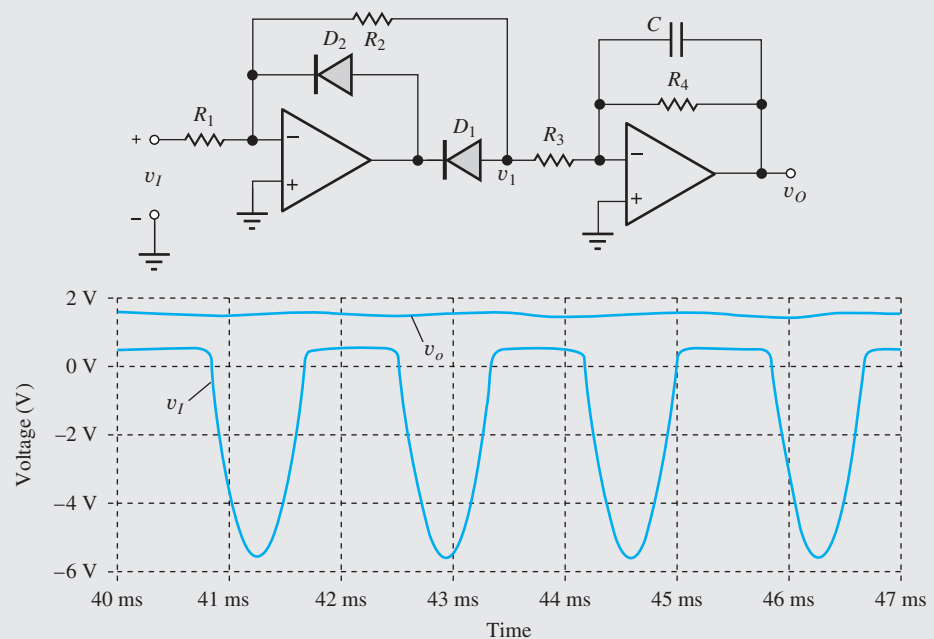 C
D2
R2
R4
R1
D1
R3
+
−
+
−
−
+
vI
v1
vO
2 V
0 V
−2 V
−4 V
−6 V
vo
vI
Voltage (V)
40 ms 41 ms 42 ms 43 ms 44 ms 45 ms 46 ms 47 ms
Time